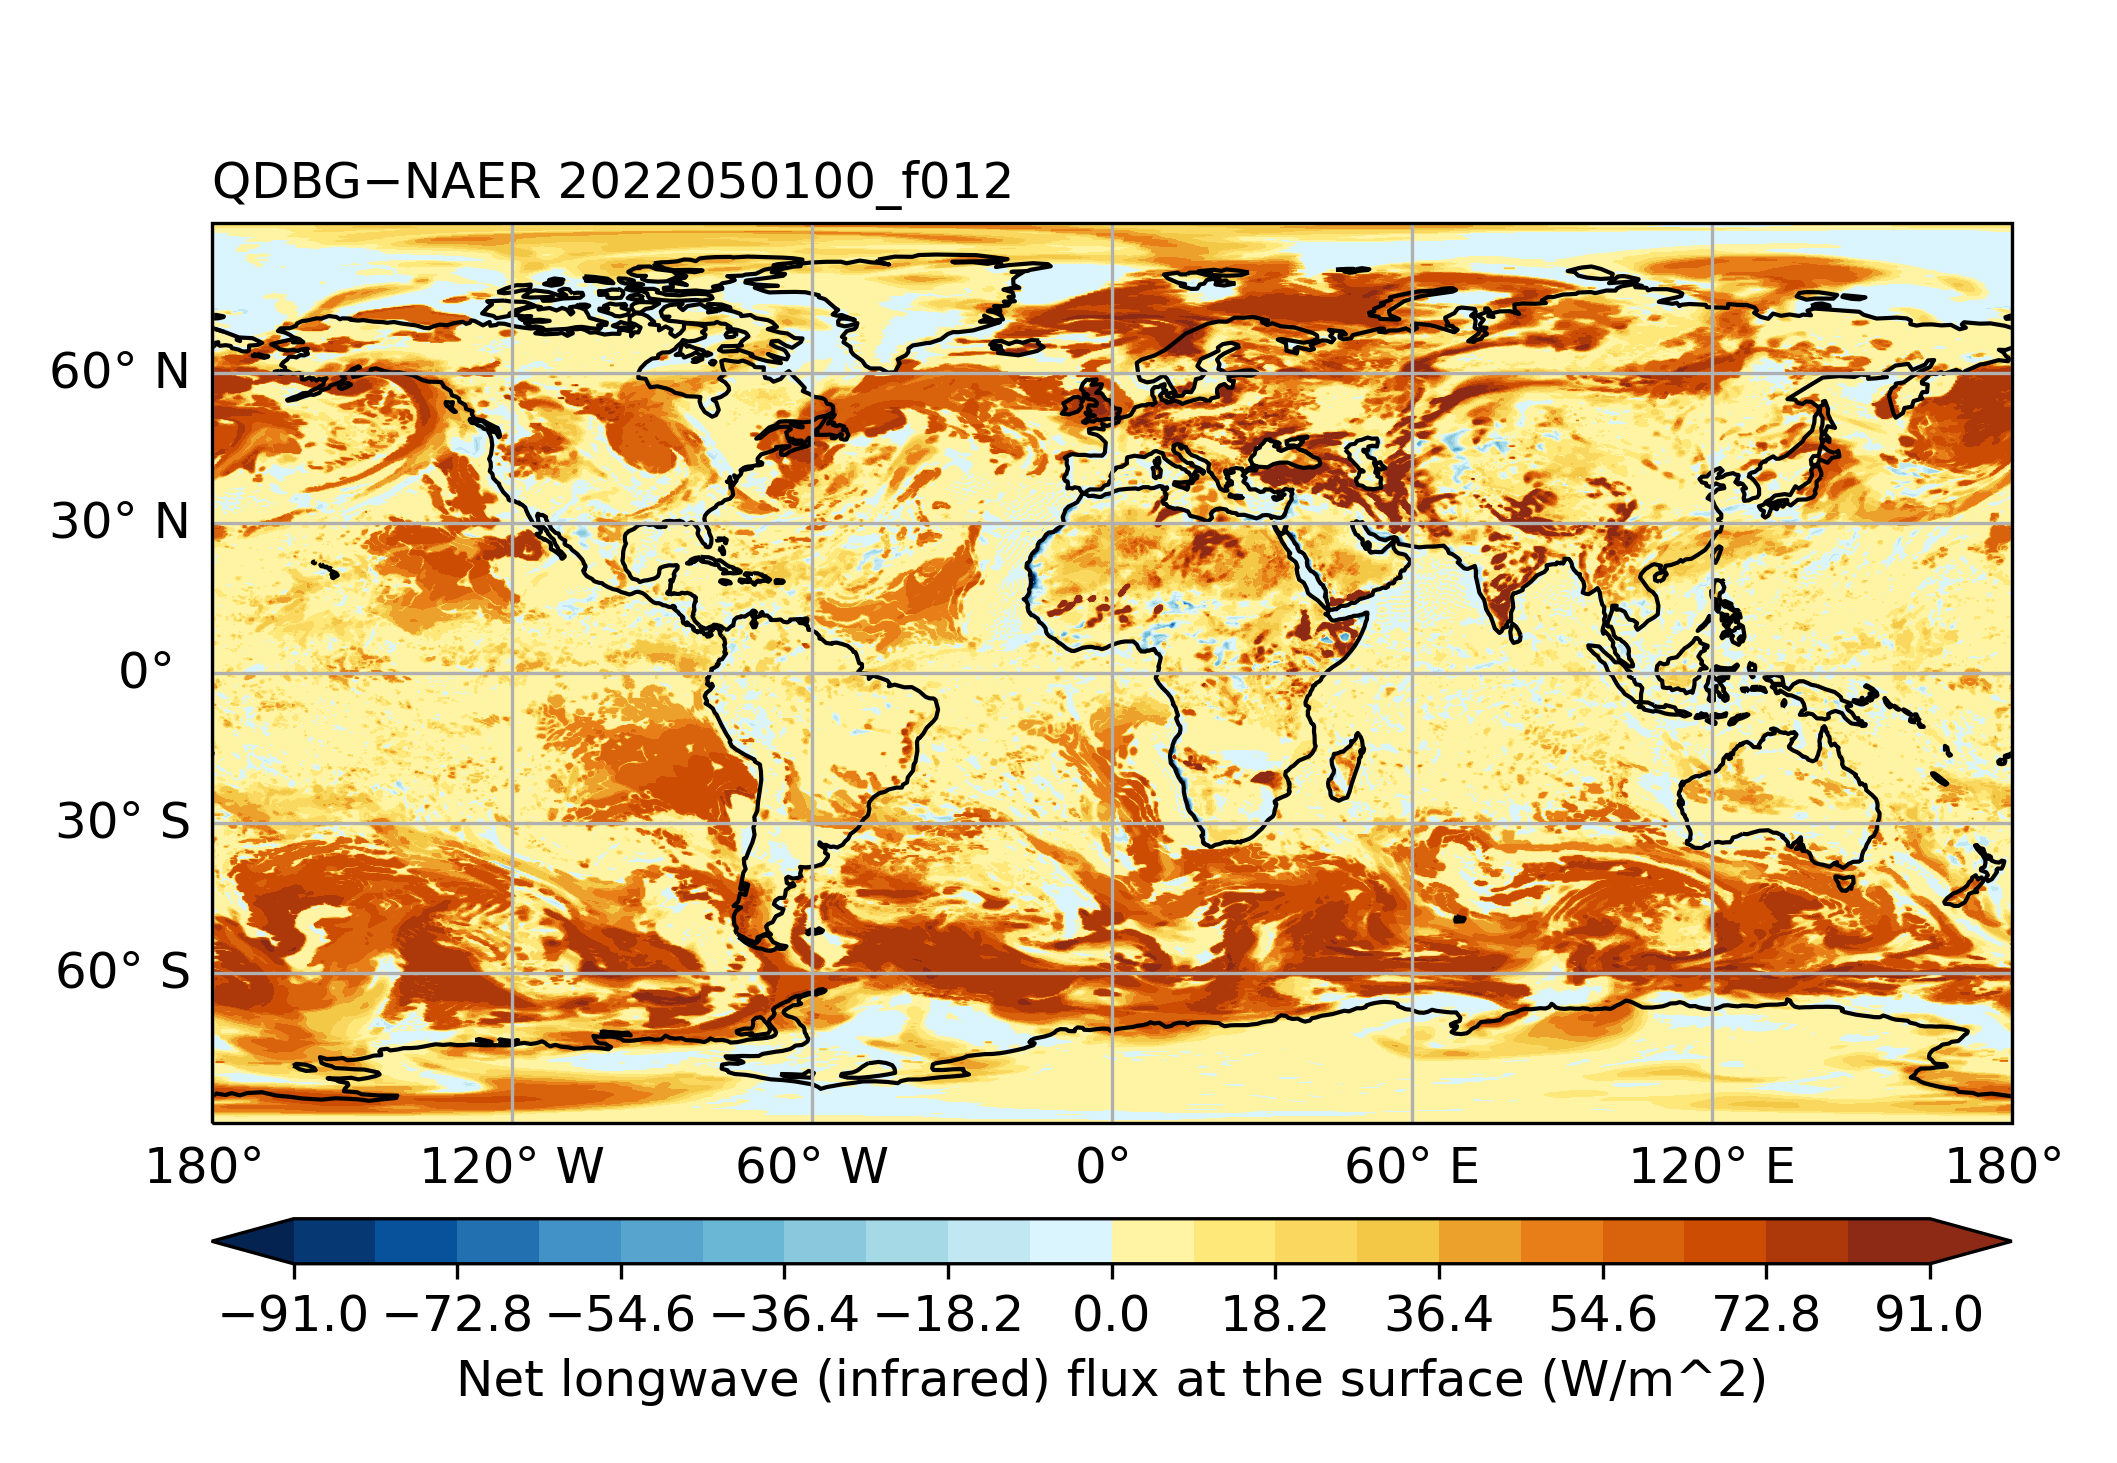 QDBG−NAER 2022050100_f012
60° N
30° N
0°
30° S
60° S
180° 120° W 60° W 0° 60° E 120° E 180°
−91.0 −72.8 −54.6 −36.4 −18.2 0.0 18.2 36.4 54.6 72.8 91.0
Net longwave (infrared) flux at the surface (W/m^2)